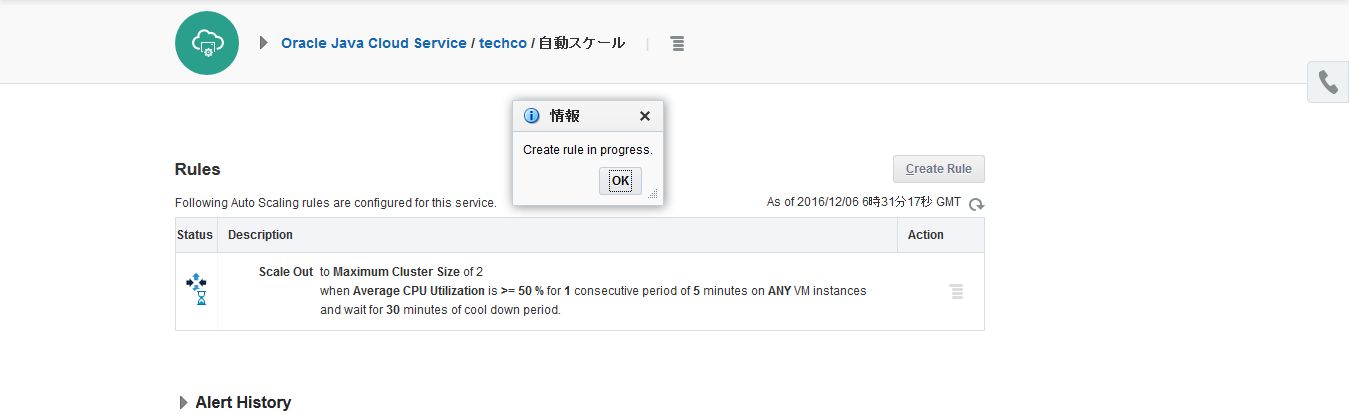 Oracle Java Cloud Service / techco / 自動スケール
情報
Create rule in progress.
OK
Rules
Create Rule
Following Auto Scaling rules are configured for this service.
As of 2016/12/06 6時31分17秒 GMT
Status Description Action
Scale Out to Maximum Cluster Size of 2
when Average CPU Utilization is >= 50 % for 1 consecutive period of 5 minutes on ANY VM instances
and wait for 30 minutes of cool down period.
Alert History